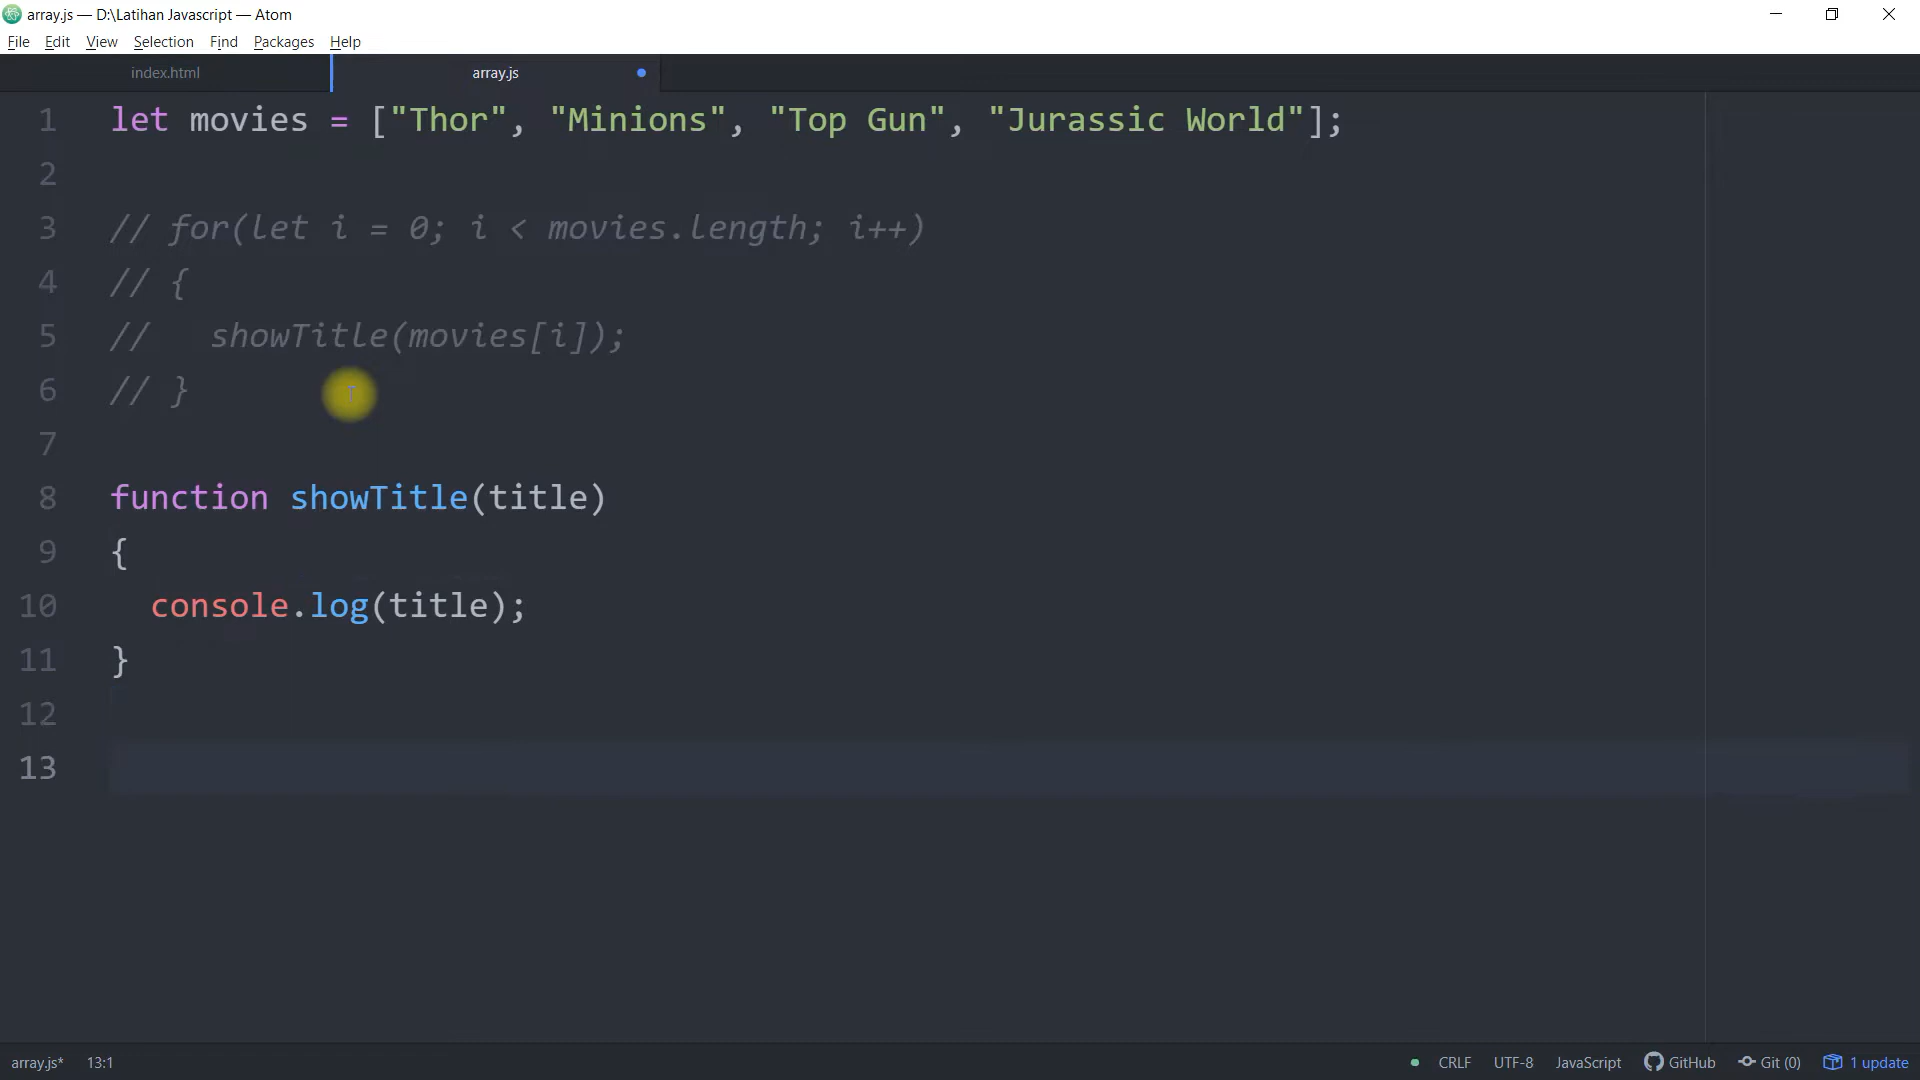 array.js — D:\Latihan Javascript — Atom
File Edit View Selection Find Packages Help
index.html array.js
1 let movies = ["Thor", "Minions", "Top Gun", "Jurassic World"];
2
3 // for(let i = 0; i < movies.length; i++)
4 // {
5 //   showTitle(movies[i]);
6 // }
7
8 function showTitle(title)
9 {
10   console.log(title);
11 }
12
13
array.js* 13:1 CRLF UTF-8 JavaScript GitHub Git (0) 1 update